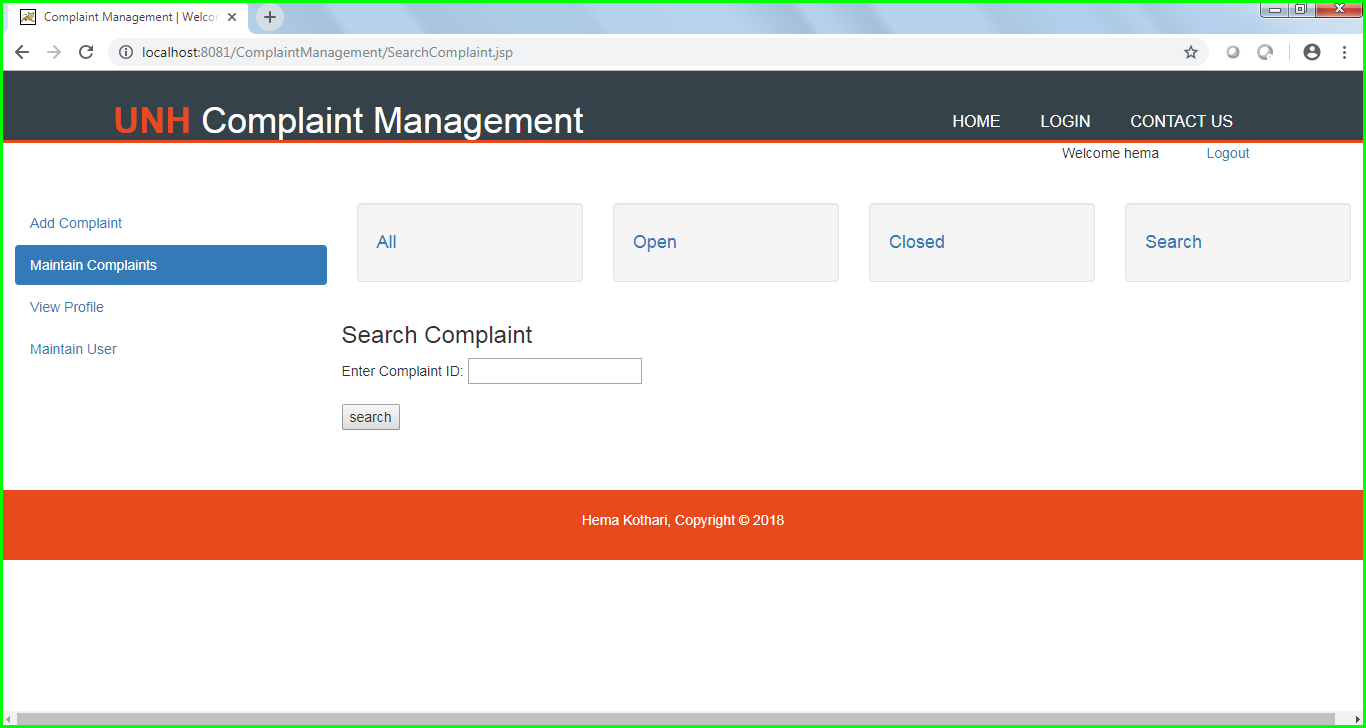 Complaint Management | Welcor
localhost:8081/ComplaintManagement/SearchComplaint.jsp
UNH Complaint Management
HOME LOGIN CONTACT US
Welcome hema Logout
Add Complaint
Maintain Complaints
View Profile
Maintain User
All Open Closed Search
Search Complaint
Enter Complaint ID:
search
Hema Kothari, Copyright © 2018